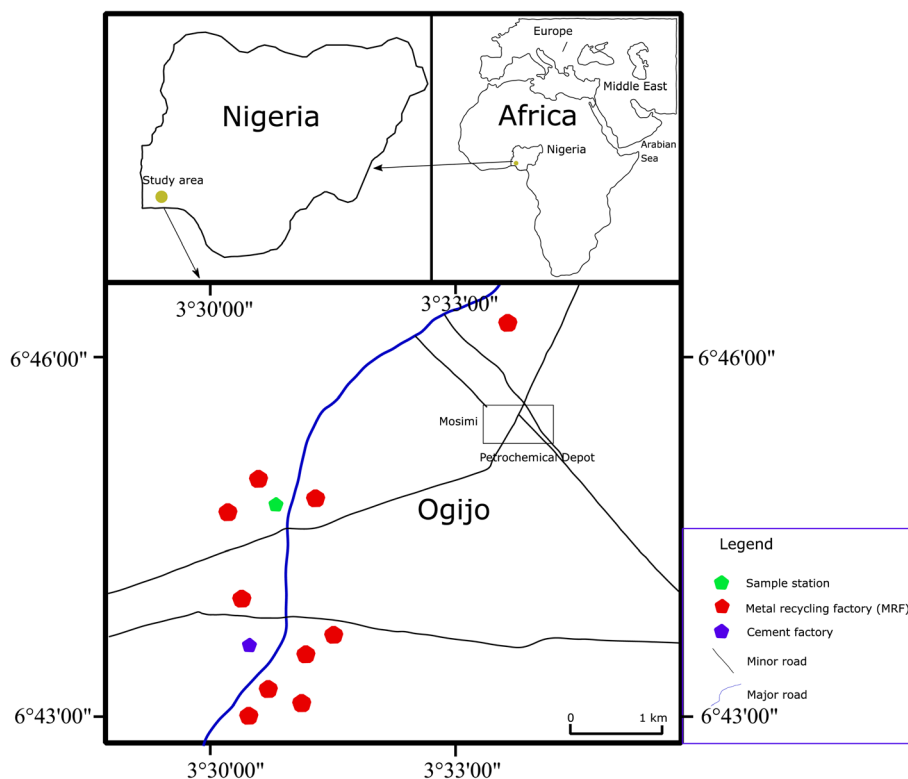 Europe
Middle East
Nigeria
Africa
Arabian
Sea
Nigeria
Study area
3°30'00"
3°33'00"
6°46'00"
6°46'00"
Mosimi
Petrochemical Depot
Ogijo
Legend
Sample station
Metal recycling factory (MRF)
Cement factory
Minor road
Major road
0
1 km
6°43'00"
6°43'00"
3°30'00"
3°33'00"